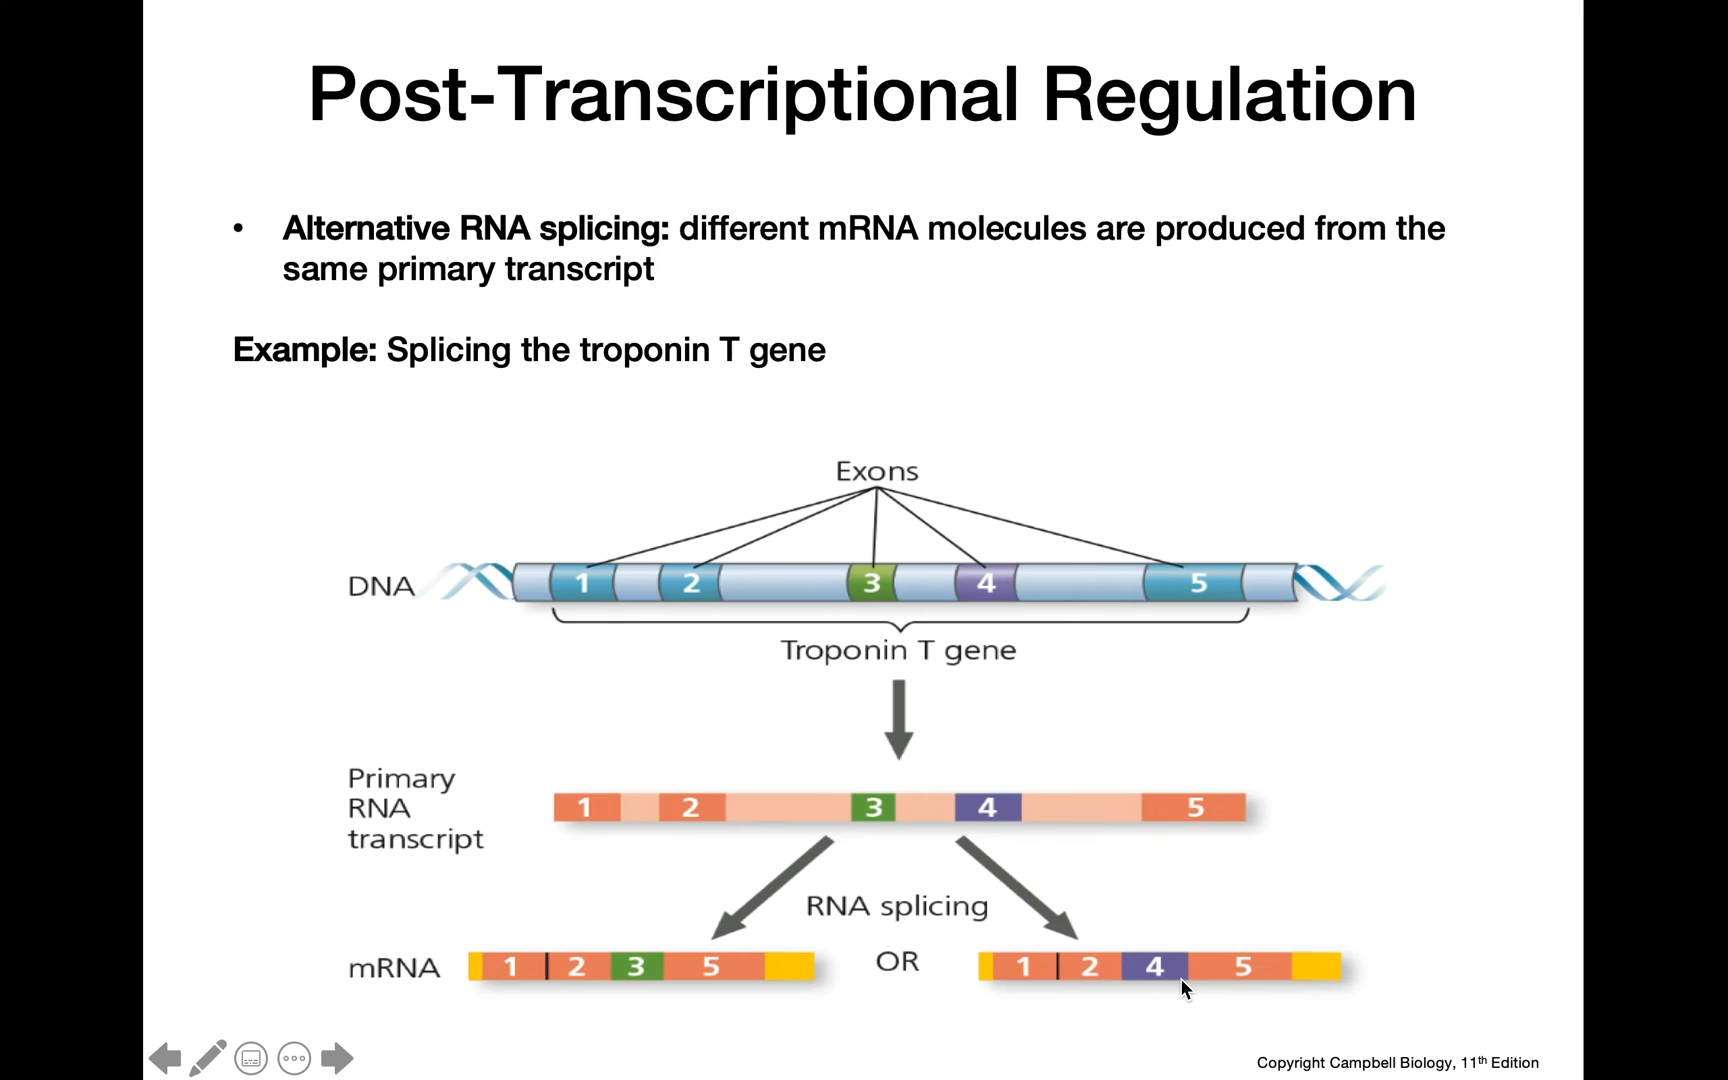 Post-Transcriptional Regulation
• Alternative RNA splicing: different mRNA molecules are produced from the
same primary transcript
Example: Splicing the troponin T gene
Exons
DNA 1 2 3 4 5
Troponin T gene
Primary
RNA
transcript
1 2 3 4 5
RNA splicing
mRNA 1 2 3 5 OR 1 2 4 5
Copyright Campbell Biology, 11th Edition